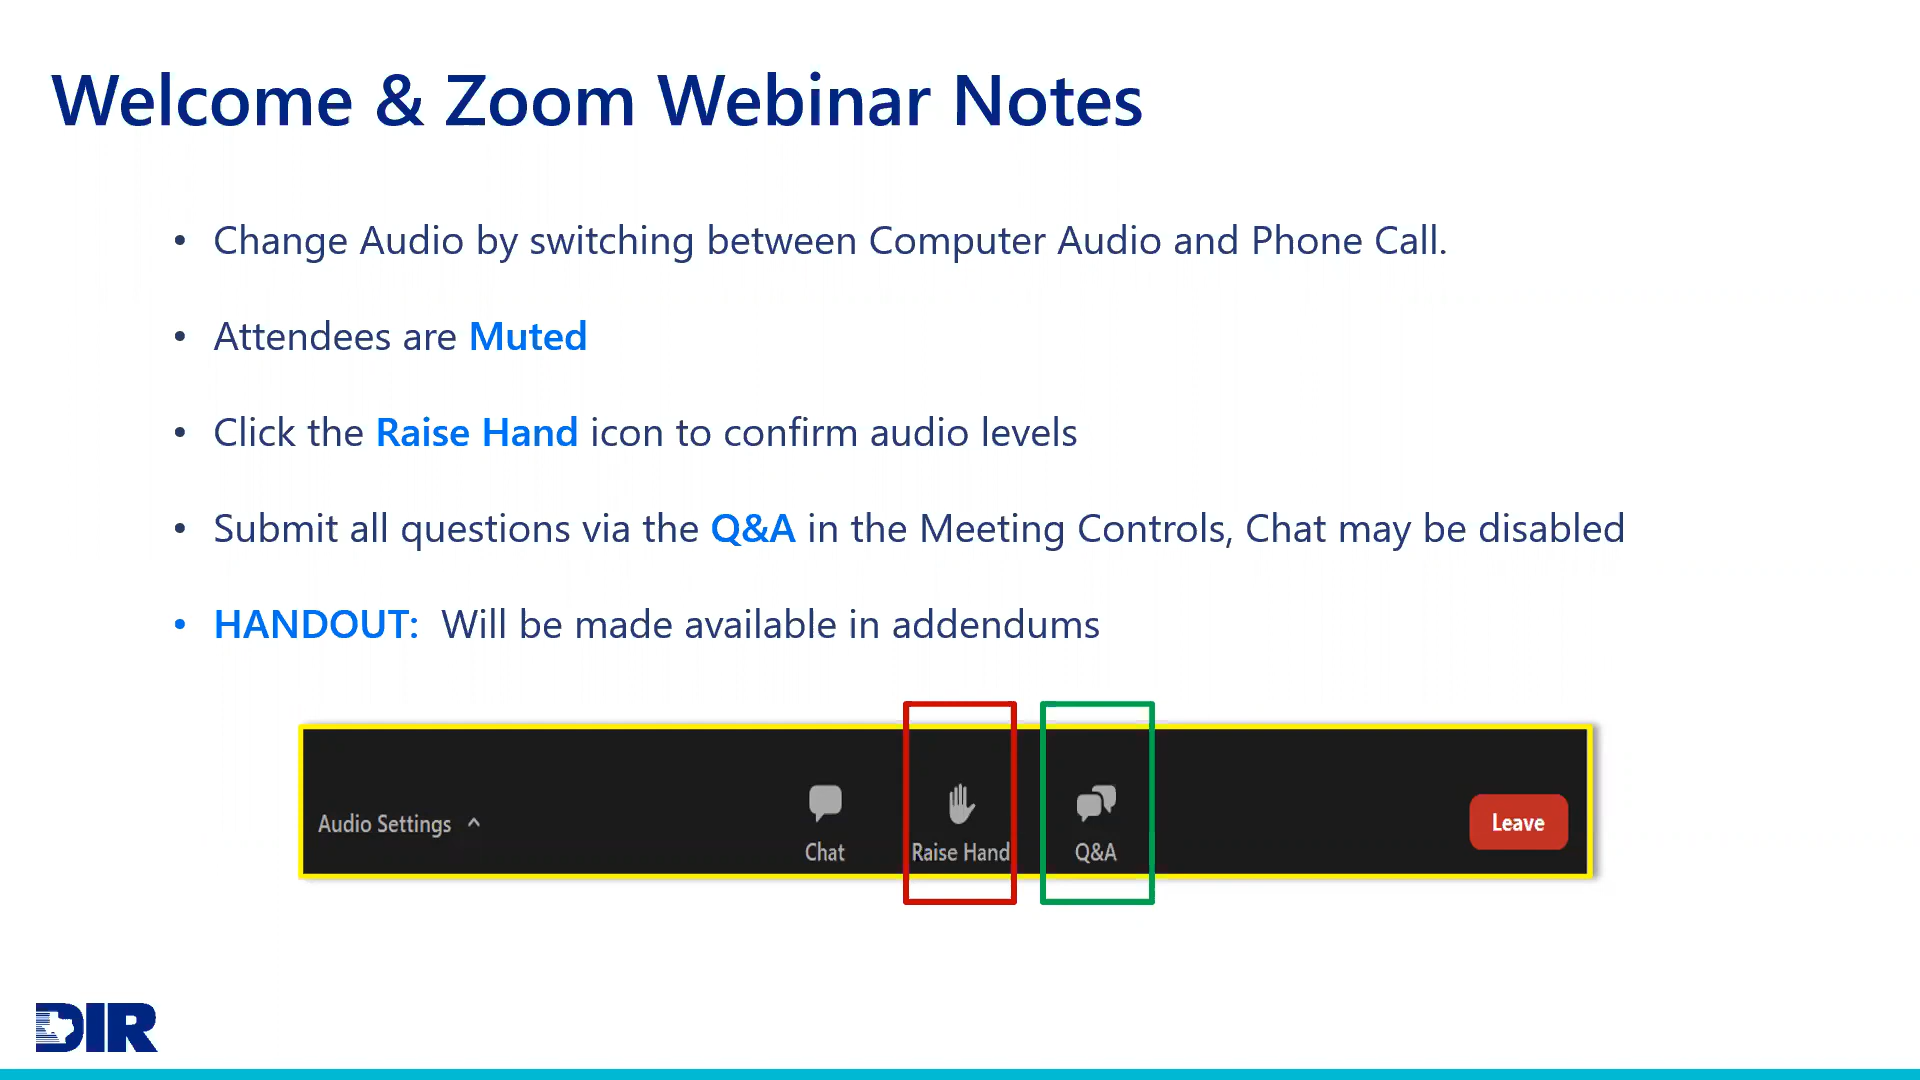 Welcome & Zoom Webinar Notes
• Change Audio by switching between Computer Audio and Phone Call.
• Attendees are Muted
• Click the Raise Hand icon to confirm audio levels
• Submit all questions via the Q&A in the Meeting Controls, Chat may be disabled
• HANDOUT: Will be made available in addendums
Audio Settings ^
Chat
Raise Hand
Q&A
Leave
DIR